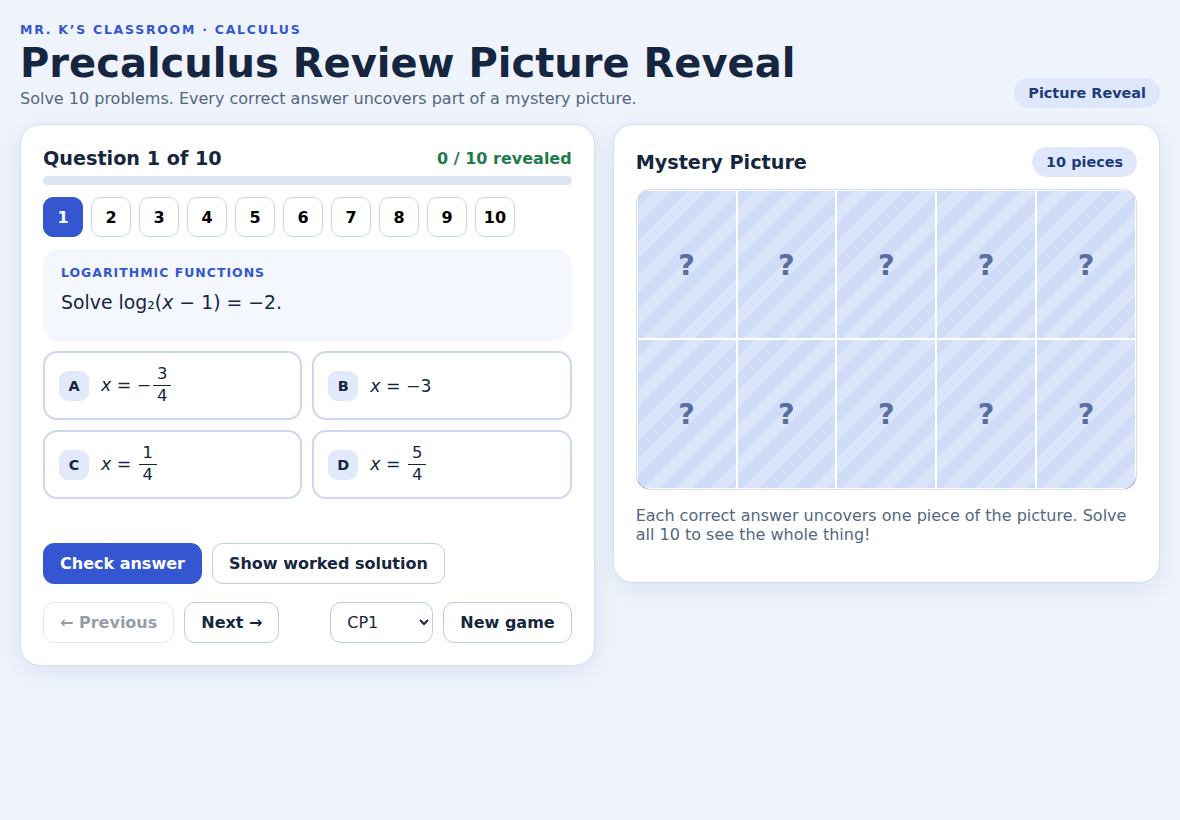 MR. K’S CLASSROOM · CALCULUS
Precalculus Review Picture Reveal
Solve 10 problems. Every correct answer uncovers part of a mystery picture.
Picture Reveal
Question 1 of 10
0 / 10 revealed
1 2 3 4 5 6 7 8 9 10
LOGARITHMIC FUNCTIONS
Solve log₂(x − 1) = −2.
A x = −3/4
B x = −3
C x = 1/4
D x = 5/4
Check answer
Show worked solution
← Previous
Next →
CP1
New game
Mystery Picture
10 pieces
? ? ? ? ?
? ? ? ? ?
Each correct answer uncovers one piece of the picture. Solve
all 10 to see the whole thing!